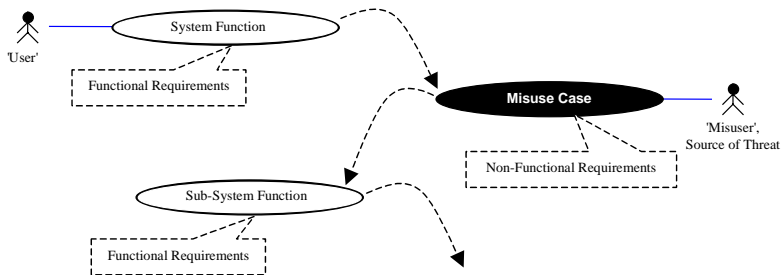 System Function
'User'
Functional Requirements
Misuse Case
'Misuser',
Source of Threat
Non-Functional Requirements
Sub-System Function
Functional Requirements